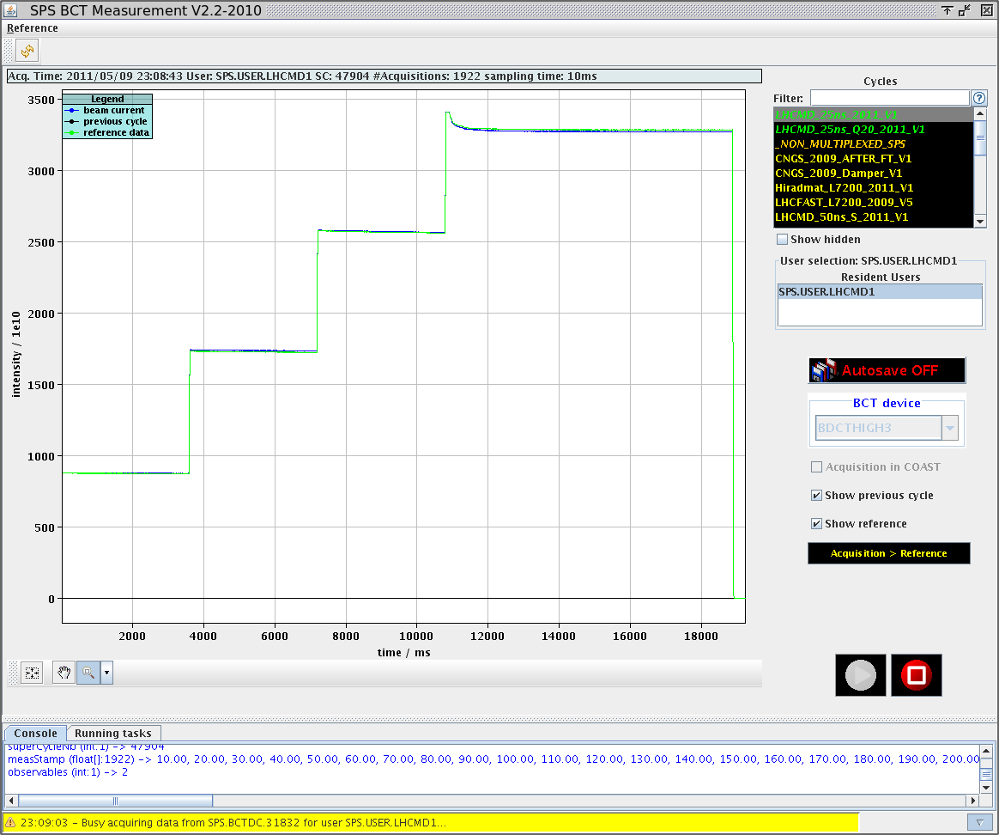 SPS BCT Measurement V2.2-2010
Reference
Acq. Time: 2011/05/09 23:08:43 User: SPS.USER.LHCMD1 SC: 47904 #Acquisitions: 1922 sampling time: 10ms
Legend
beam current
previous cycle
reference data
3500
3000
2500
2000
1500
1000
500
0
intensity / 1e10
2000 4000 6000 8000 10000 12000 14000 16000 18000
time / ms
Cycles
Filter:
?
LHCMD_25ns_2011_V1
LHCMD_25ns_Q20_2011_V1
_NON_MULTIPLEXED_SPS
CNGS_2009_AFTER_FT_V1
CNGS_2009_Damper_V1
Hiradmat_L7200_2011_V1
LHCFAST_L7200_2009_V5
LHCMD_50ns_S_2011_V1
Show hidden
User selection: SPS.USER.LHCMD1
Resident Users
SPS.USER.LHCMD1
Autosave OFF
BCT device
BDCTHIGH3
Acquisition in COAST
Show previous cycle
Show reference
Acquisition > Reference
Console Running tasks
superCycleNb (int:1) -> 47904
measStamp (float[]:1922) -> 10.00, 20.00, 30.00, 40.00, 50.00, 60.00, 70.00, 80.00, 90.00, 100.00, 110.00, 120.00, 130.00, 140.00, 150.00, 160.00, 170.00, 180.00, 190.00, 200.00
observables (int:1) -> 2
23:09:03 - Busy acquiring data from SPS.BCTDC.31832 for user SPS.USER.LHCMD1...